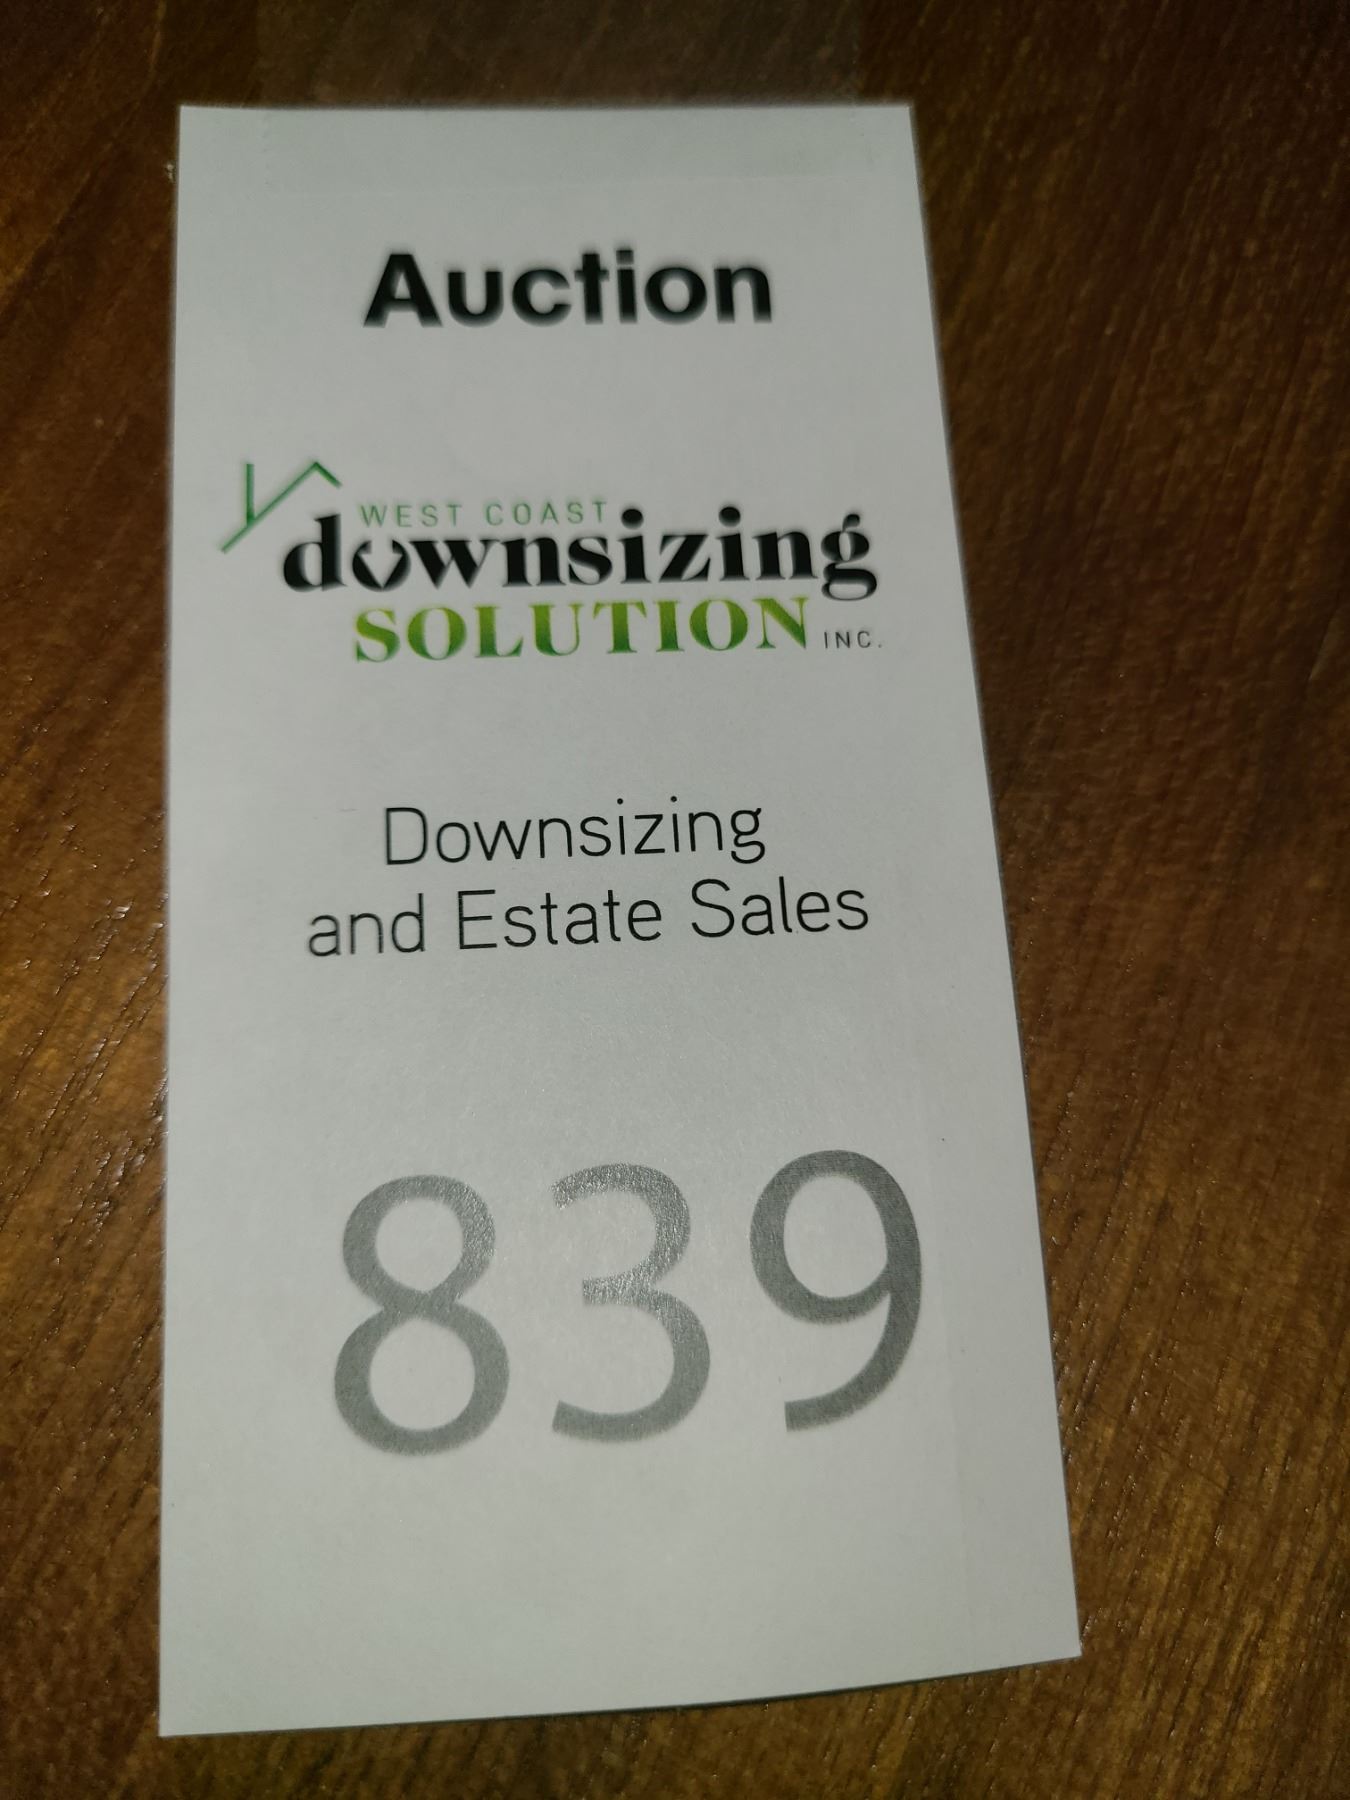 Auction
WEST COAST
downsizing
SOLUTION INC.
Downsizing
and Estate Sales
839